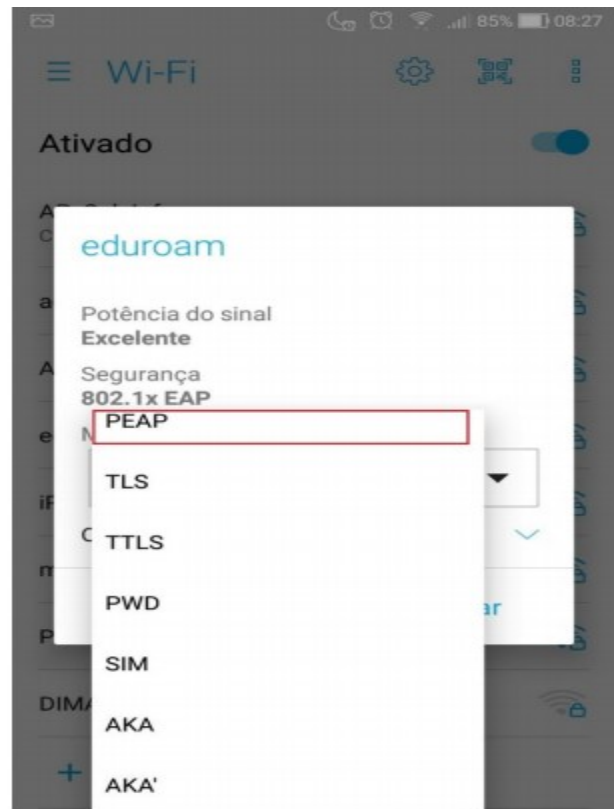 85% 08:27
Wi-Fi
Ativado
eduroam
Potência do sinal
Excelente
Segurança
802.1x EAP
PEAP
TLS
TTLS
PWD
SIM
AKA
AKA'